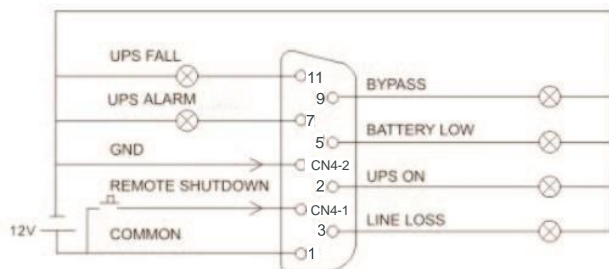 UPS FALL
11
BYPASS
9
UPS ALARM
7
BATTERY LOW
5
GND
CN4-2
UPS ON
2
REMOTE SHUTDOWN
CN4-1
LINE LOSS
3
12V
COMMON
1